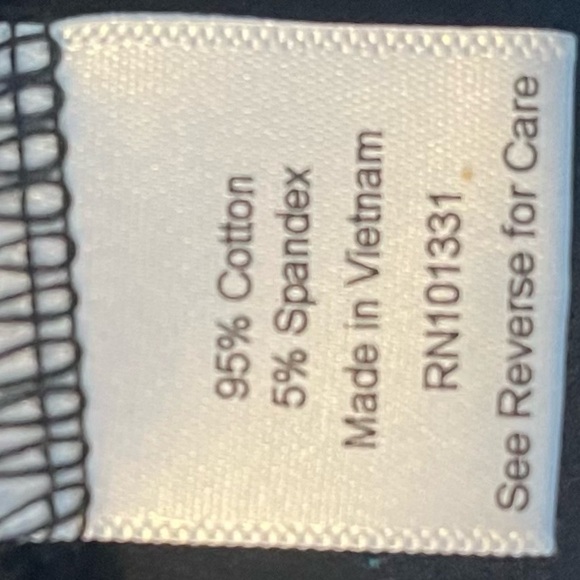 95% Cotton
5% Spandex
Made in Vietnam
RN101331
See Reverse for Care